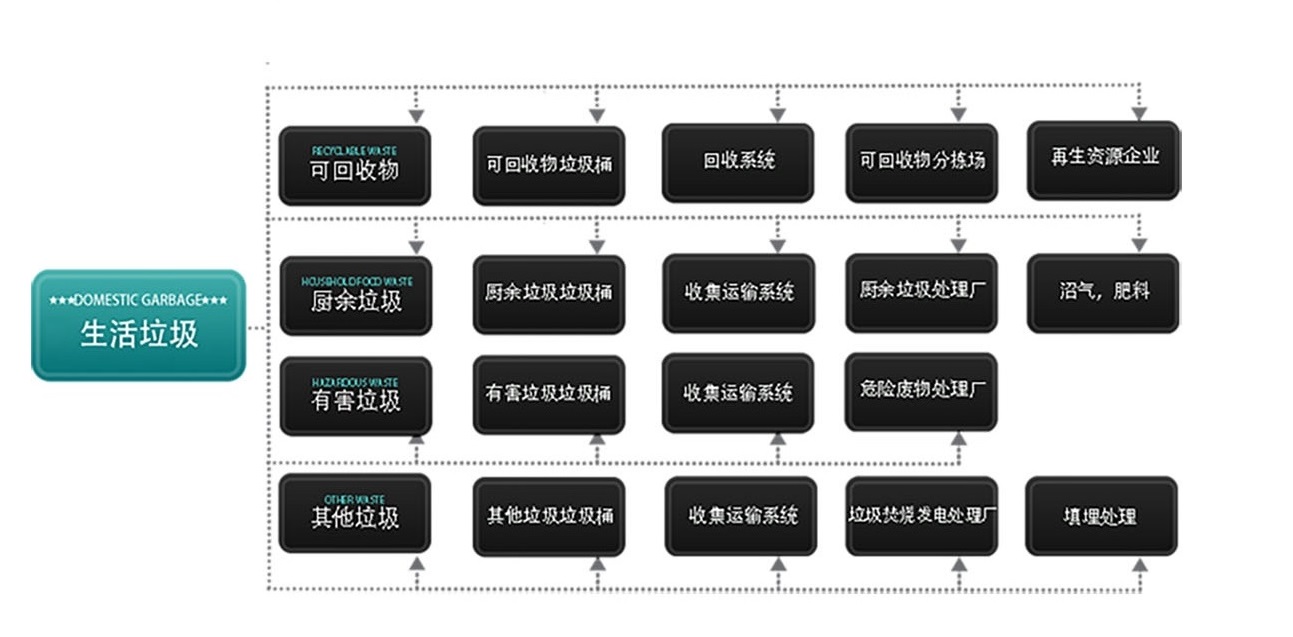 RECYCLABLE WASTE
可回收物
可回收物垃圾桶
回收系统
可回收物分拣场
再生资源企业
★★★DOMESTIC GARBAGE★★★
生活垃圾
HOUSEHOLD FOOD WASTE
厨余垃圾
厨余垃圾垃圾桶
收集运输系统
厨余垃圾处理厂
沼气，肥料
HAZARDOUS WASTE
有害垃圾
有害垃圾垃圾桶
收集运输系统
危险废物处理厂
OTHER WASTE
其他垃圾
其他垃圾垃圾桶
收集运输系统
垃圾焚烧发电处理厂
填埋处理